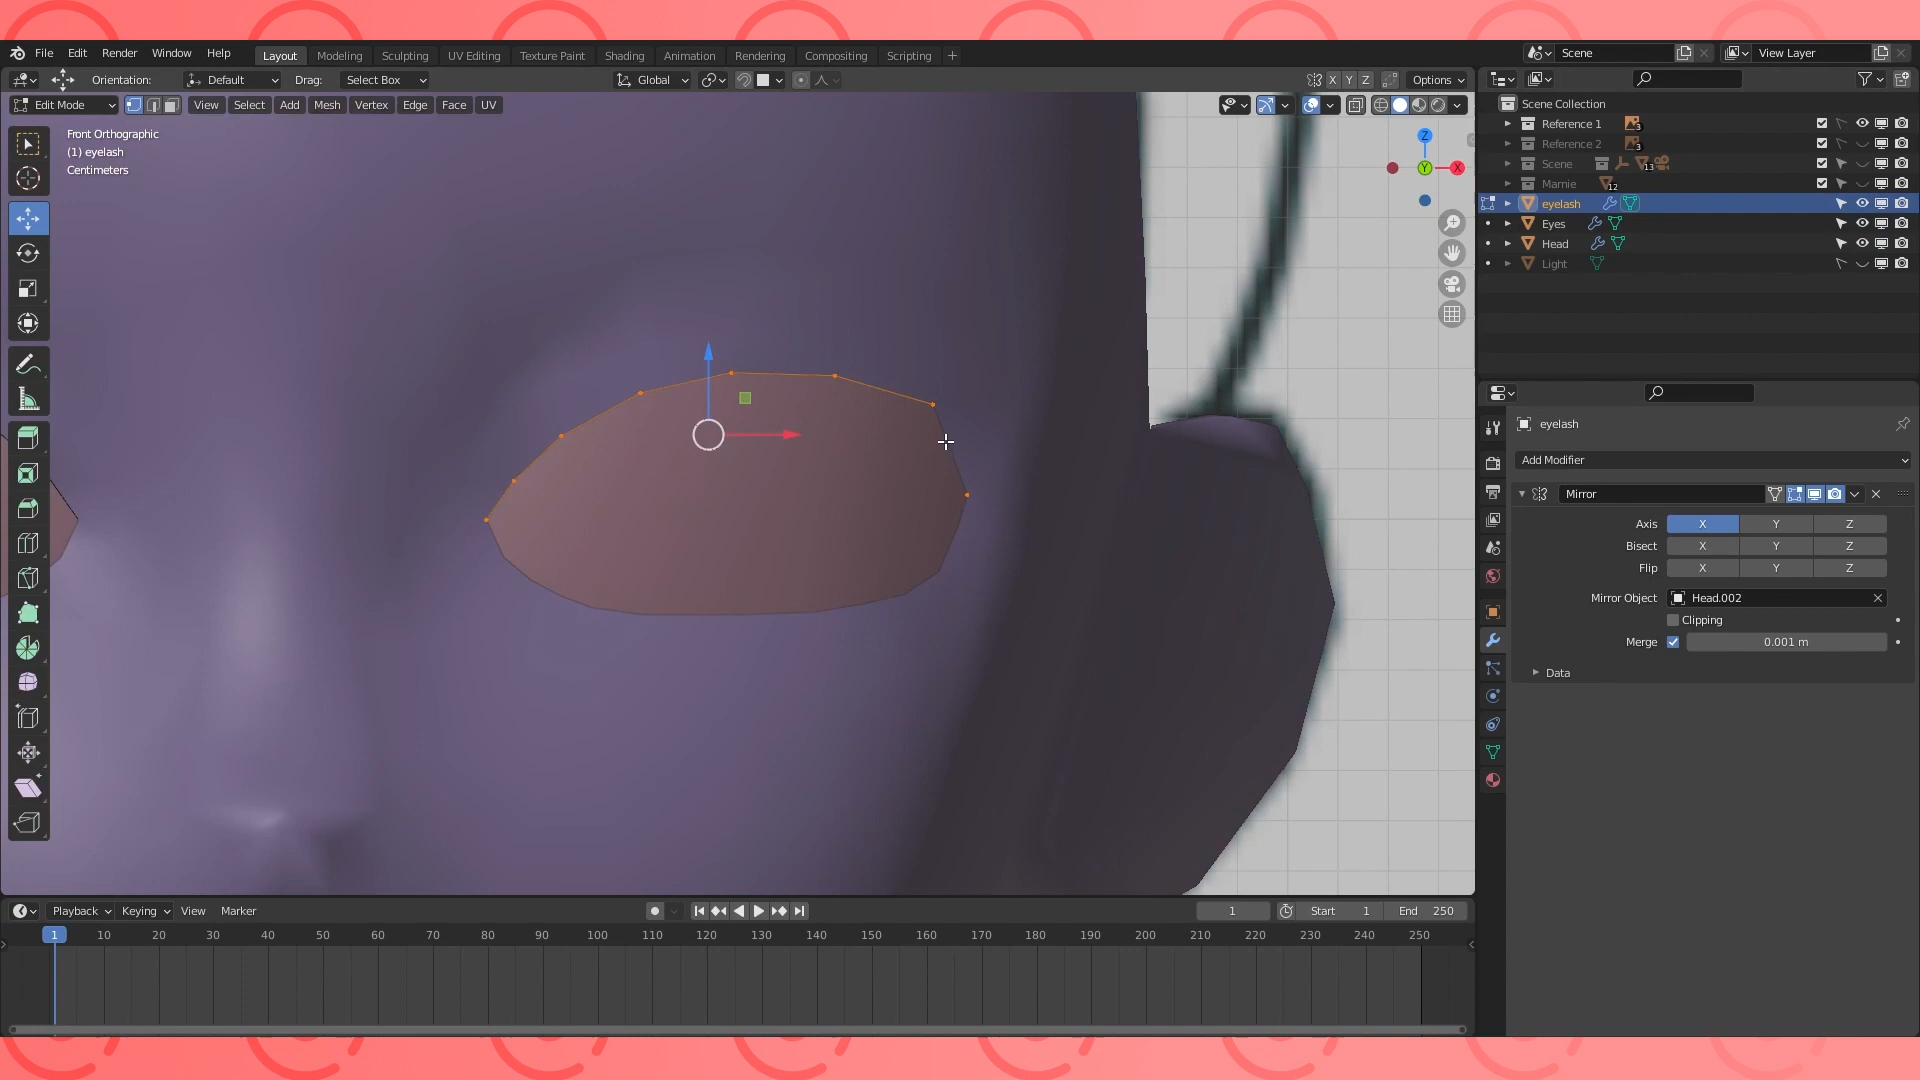 File Edit Render Window Help Layout Modeling Sculpting UV Editing Texture Paint Shading Animation Rendering Compositing Scripting + Scene View Layer
Orientation: Default Drag: Select Box Global X Y Z Options
Edit Mode View Select Add Mesh Vertex Edge Face UV
Front Orthographic
(1) eyelash
Centimeters
Z
Y
X
Scene Collection
Reference 1 3
Reference 2 3
Scene 13
Marnie 12
eyelash
Eyes
Head
Light
eyelash
Add Modifier
Mirror
Axis X Y Z
Bisect X Y Z
Flip X Y Z
Mirror Object Head.002
Clipping
Merge 0.001 m
Data
Playback Keying View Marker 1 Start 1 End 250
1 10 20 30 40 50 60 70 80 90 100 110 120 130 140 150 160 170 180 190 200 210 220 230 240 250